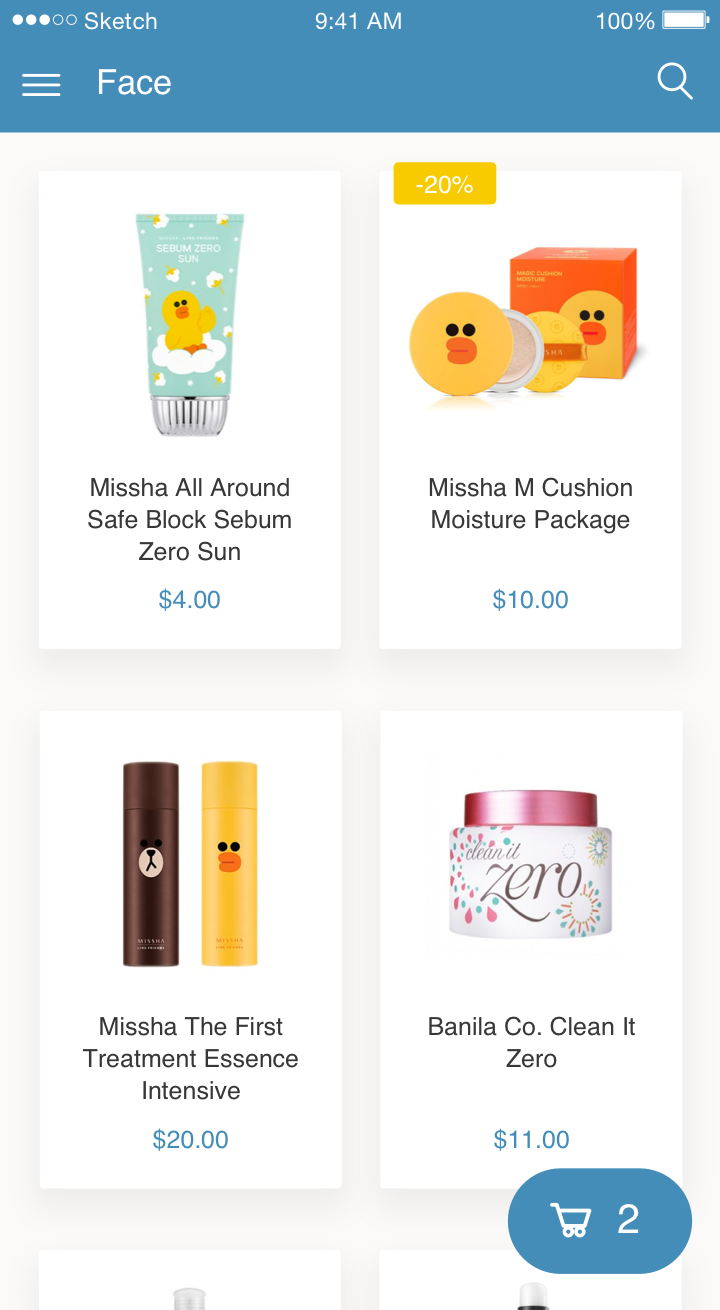 Sketch 9:41 AM 100%
Face
-20%
SEBUM ZERO
SUN
MAGIC CUSHION
MOISTURE
Missha All Around
Safe Block Sebum
Zero Sun
$4.00
Missha M Cushion
Moisture Package
$10.00
MISSHA
MISSHA
clean it
zero
Missha The First
Treatment Essence
Intensive
$20.00
Banila Co. Clean It
Zero
$11.00
2